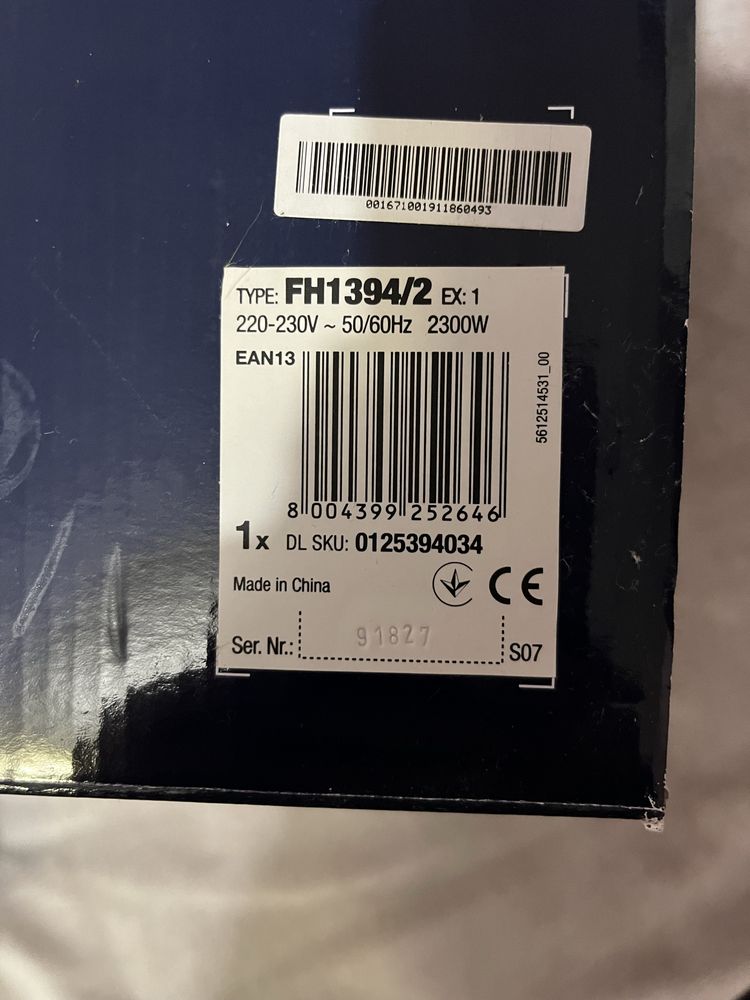 001671001911860493
TYPE: FH1394/2 EX: 1
220-230V ~ 50/60Hz 2300W
EAN13
5612514531_00
8 004399 252646
1x DL SKU: 0125394034
Made in China
CE
Ser. Nr.: 91827 S07